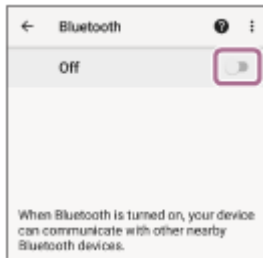 Bluetooth
Off
When Bluetooth is turned on, your device
can communicate with other nearby
Bluetooth devices.